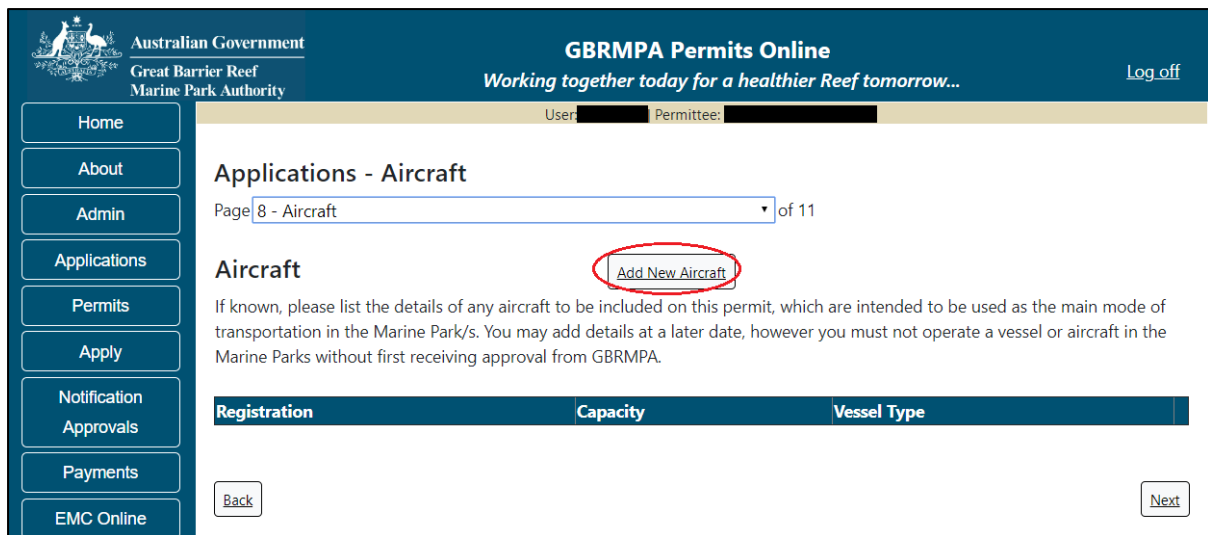 Australian Government
Great Barrier Reef
Marine Park Authority
GBRMPA Permits Online
Working together today for a healthier Reef tomorrow...
Log off
User: | Permittee:
Home
About
Admin
Applications
Permits
Apply
Notification
Approvals
Payments
EMC Online
Applications - Aircraft
Page 8 - Aircraft of 11
Aircraft
Add New Aircraft
If known, please list the details of any aircraft to be included on this permit, which are intended to be used as the main mode of
transportation in the Marine Park/s. You may add details at a later date, however you must not operate a vessel or aircraft in the
Marine Parks without first receiving approval from GBRMPA.
Registration Capacity Vessel Type
Back Next